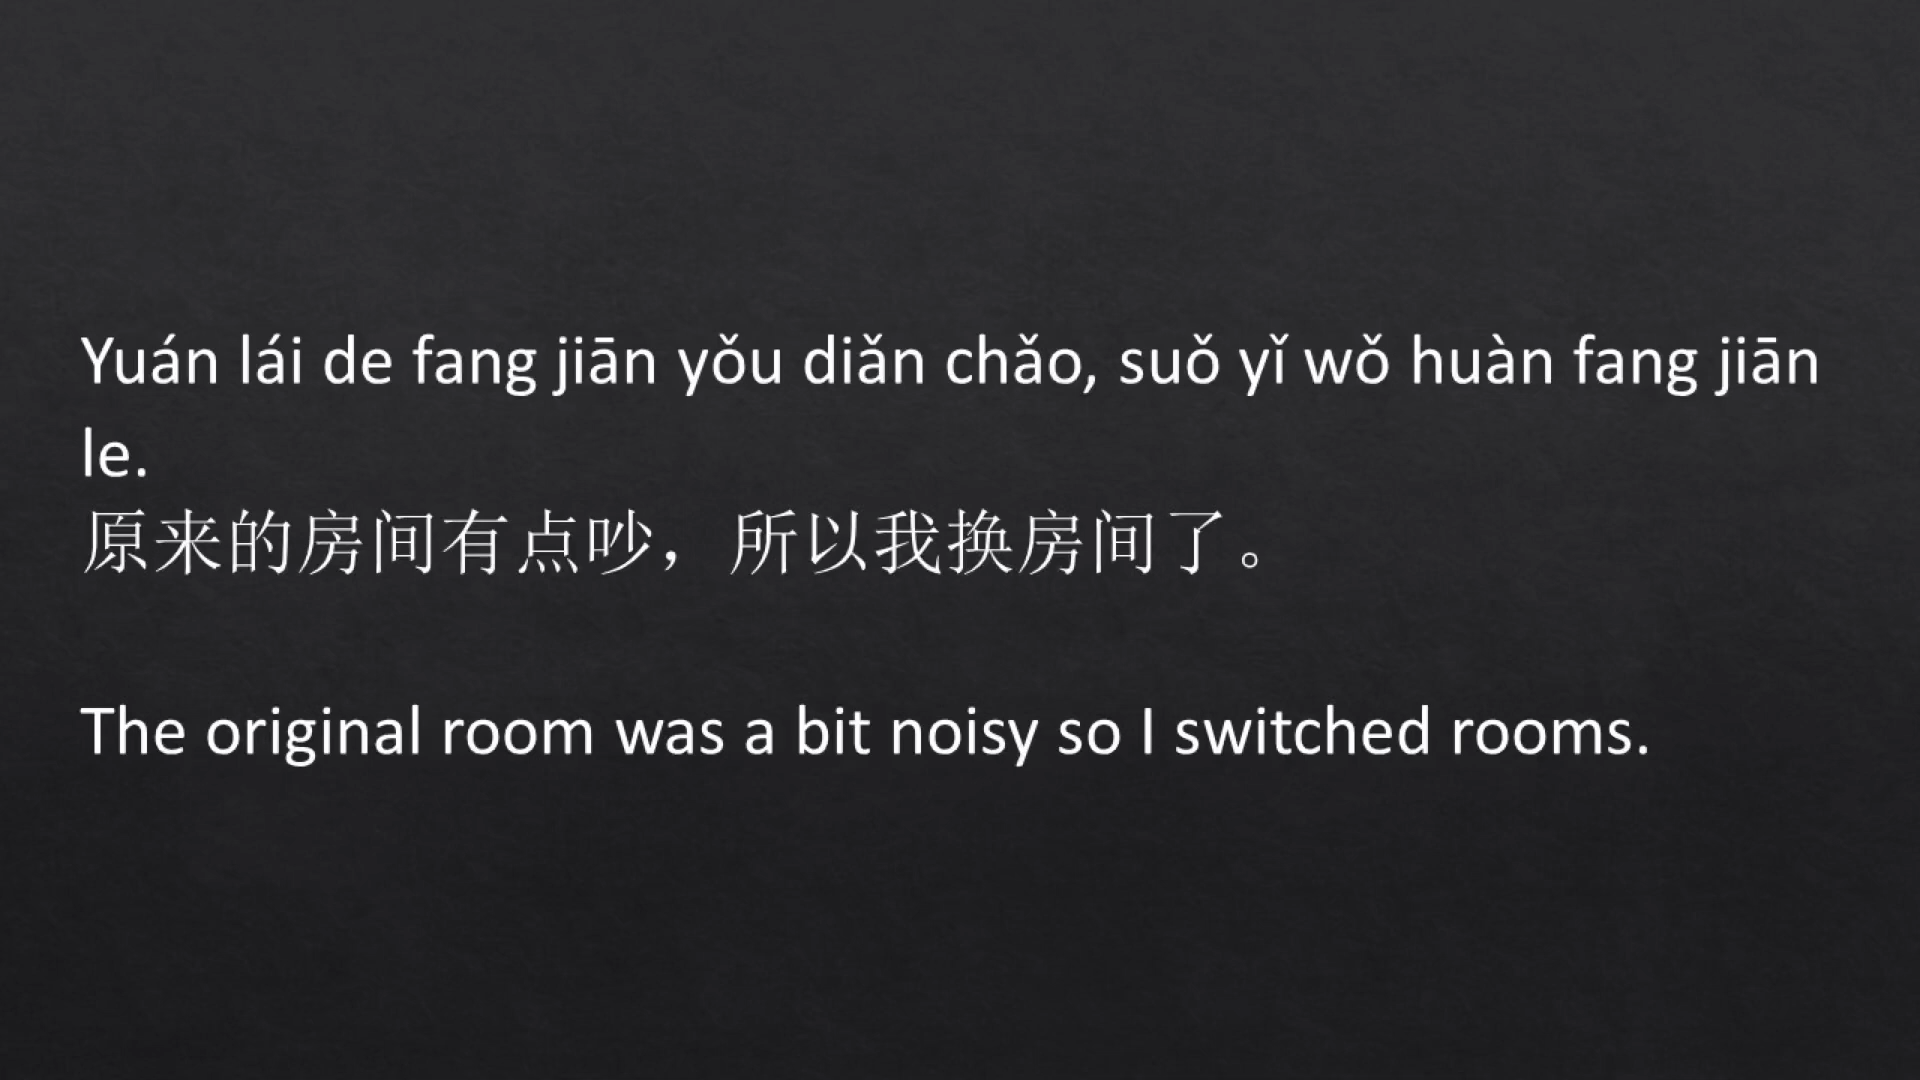 Yuán lái de fang jiān yǒu diǎn chǎo, suǒ yǐ wǒ huàn fang jiān
le.
原来的房间有点吵，所以我换房间了。
The original room was a bit noisy so I switched rooms.